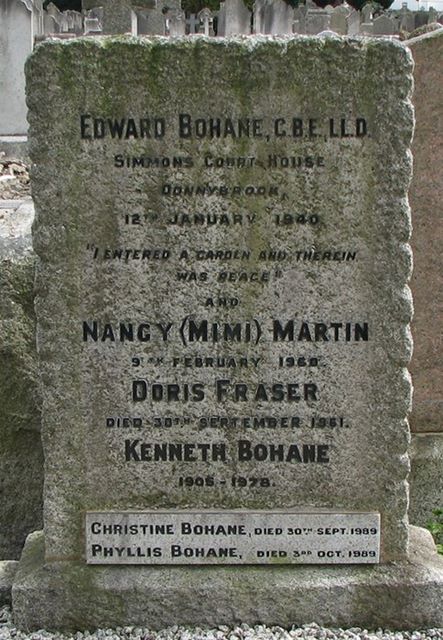 EDWARD BOHANE, C.B.E, LL.D.
SIMMONS COURT HOUSE
DONNYBROOK,
12TH JANUARY 1940
"I ENTERED A GARDEN AND THEREIN
WAS PEACE"
AND
NANCY (MIMI) MARTIN
9TH FEBRUARY 1960.
DORIS FRASER
DIED 30TH SEPTEMBER 1961.
KENNETH BOHANE
1905-1978.
CHRISTINE BOHANE, DIED 30TH SEPT. 1989
PHYLLIS BOHANE, DIED 3RD OCT. 1989